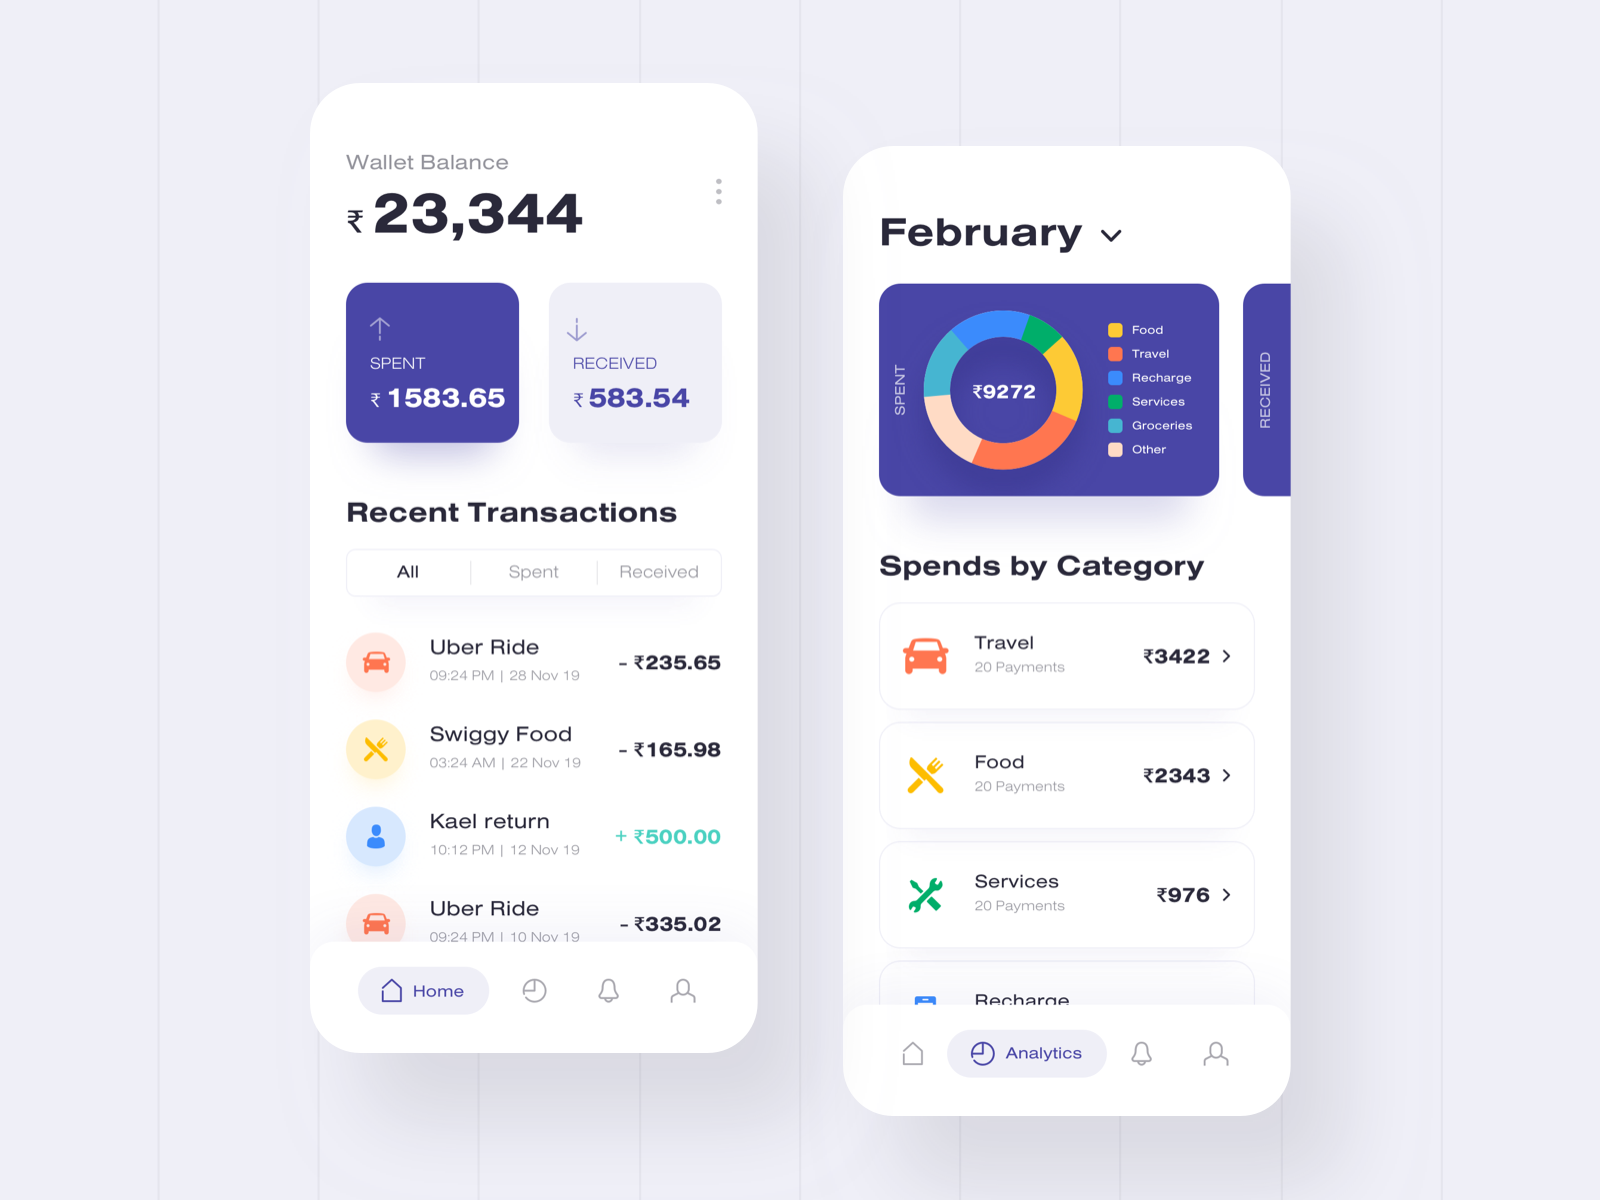 Wallet Balance
₹ 23,344
SPENT
₹ 1583.65
RECEIVED
₹ 583.54
Recent Transactions
All Spent Received
Uber Ride
09:24 PM | 28 Nov 19
- ₹235.65
Swiggy Food
03:24 AM | 22 Nov 19
- ₹165.98
Kael return
10:12 PM | 12 Nov 19
+ ₹500.00
Uber Ride
09:24 PM | 10 Nov 19
- ₹335.02
Home
February
SPENT
₹9272
Food
Travel
Recharge
Services
Groceries
Other
RECEIVED
Spends by Category
Travel
20 Payments
₹3422
Food
20 Payments
₹2343
Services
20 Payments
₹976
Recharge
Analytics